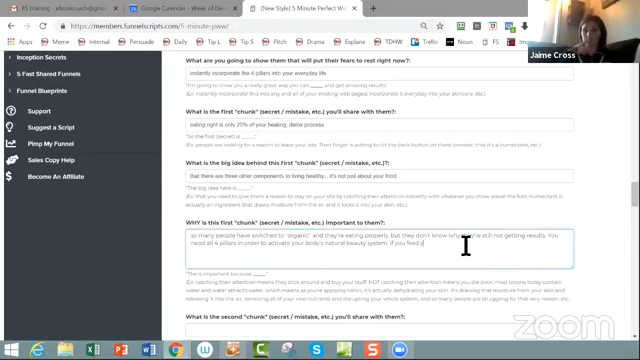 FS training - ebookcoach@gmail
Google Calendar - Week of Decem
(New Style) 5 Minute Perfect We
https://members.funnelscripts.com/5-minute-pww/
Daily
Tip
L
Tip S
LL
Pinterest
TDHW
Trello
Blog
Jaime Cross
Inception Secrets
5 Fast Shared Funnels
Funnel Blueprints
Support
Suggest a Script
Pimp My Funnel
Sales Copy Help
Become An Affiliate
What are you going to show them that will put their fears to rest right now?:
instantly incorporate the 4 pillars into your everyday life
"I'm going to show you a really great way you can _____ and get amazing results."
(Ex: instantly incorporate this into any and all of your existing web pages; incorporate it everyday into your skincare, etc.)
What is the first "chunk" (secret / mistake, etc.) you'll share with them?:
eating right is only 25% of your healing, detox process
"So the first (secret) is _____"
(Ex. people are looking for a reason to leave your site. Their finger is aching to hit the back button on there browser; that it's a humectant, etc.)
What is the big idea behind this first "chunk" (secret / mistake, etc.)?:
that there are three other components to living healthy... it's not just about your food
"The big idea here is _____"
(Ex: that you need to give them a reason to stay on your site by catching their attention with whatever you show above the fold; humectant is actually an ingredient that draws moisture from the air and it locks it into your skin, etc.)
WHY is this first "chunk" (secret / mistake, etc.) Important to them?:
so many people have switched to "organic" and they're eating properly, but they don't know why they're still not getting results. You
need all 4 pillars in order to activate your body's natural beauty system. If you feed y
"The is important because _____"
(Ex: catching their attention means they stick around and buy your stuff. NOT catching their attention means you die poor; most lotions today contain
water and water attracts water, which means as you're applying lotion, it's actually dehydrating your skin. It's drawing that moisture from your skin and
releasing it into the air, removing all of your vital nutrients and disrupting your whole system, and so many people are struggling for that very reason, etc.
What is the second "chunk" (secret / mistake, etc.) you'll share with them?:
zoom